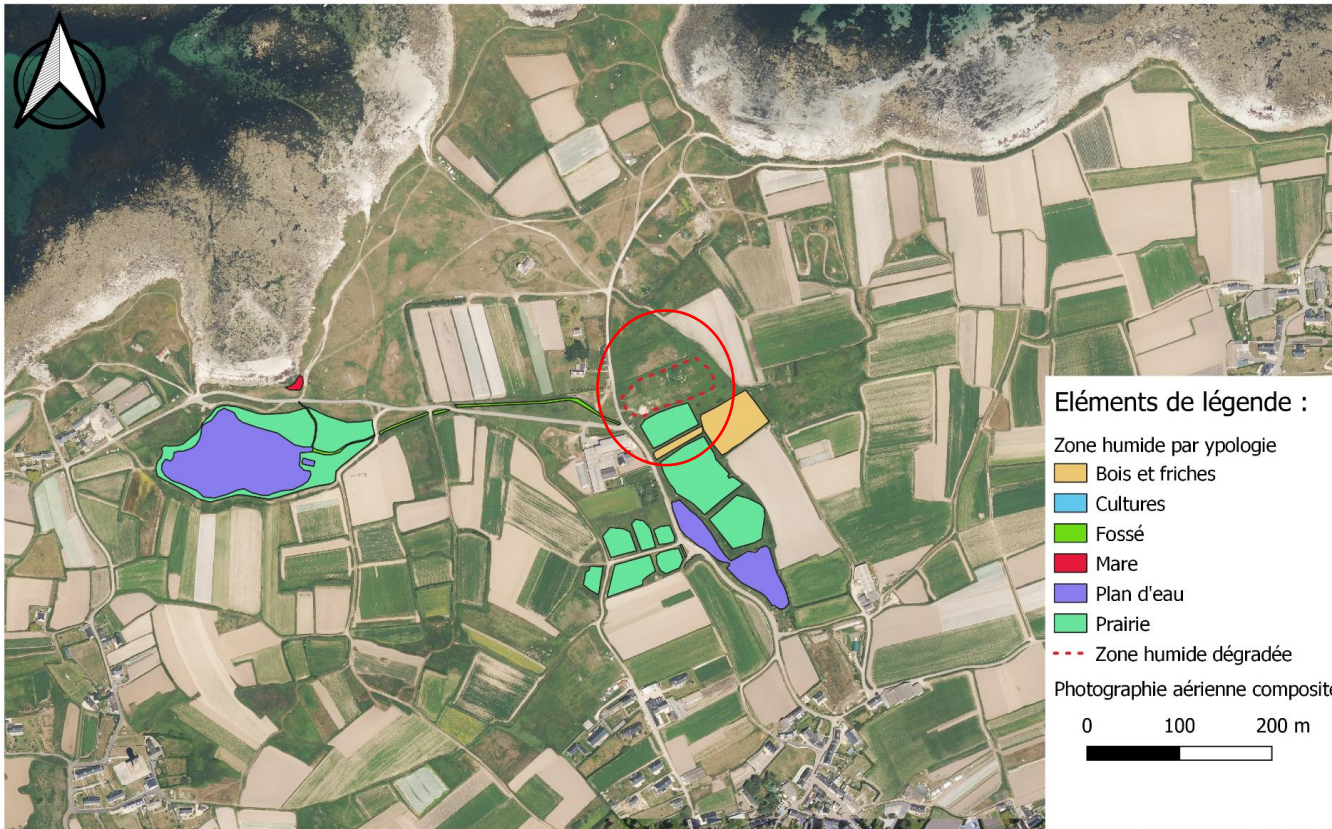 Eléments de légende :
Zone humide par ypologie
Bois et friches
Cultures
Fossé
Mare
Plan d'eau
Prairie
Zone humide dégradée
Photographie aérienne composite
0 100 200 m